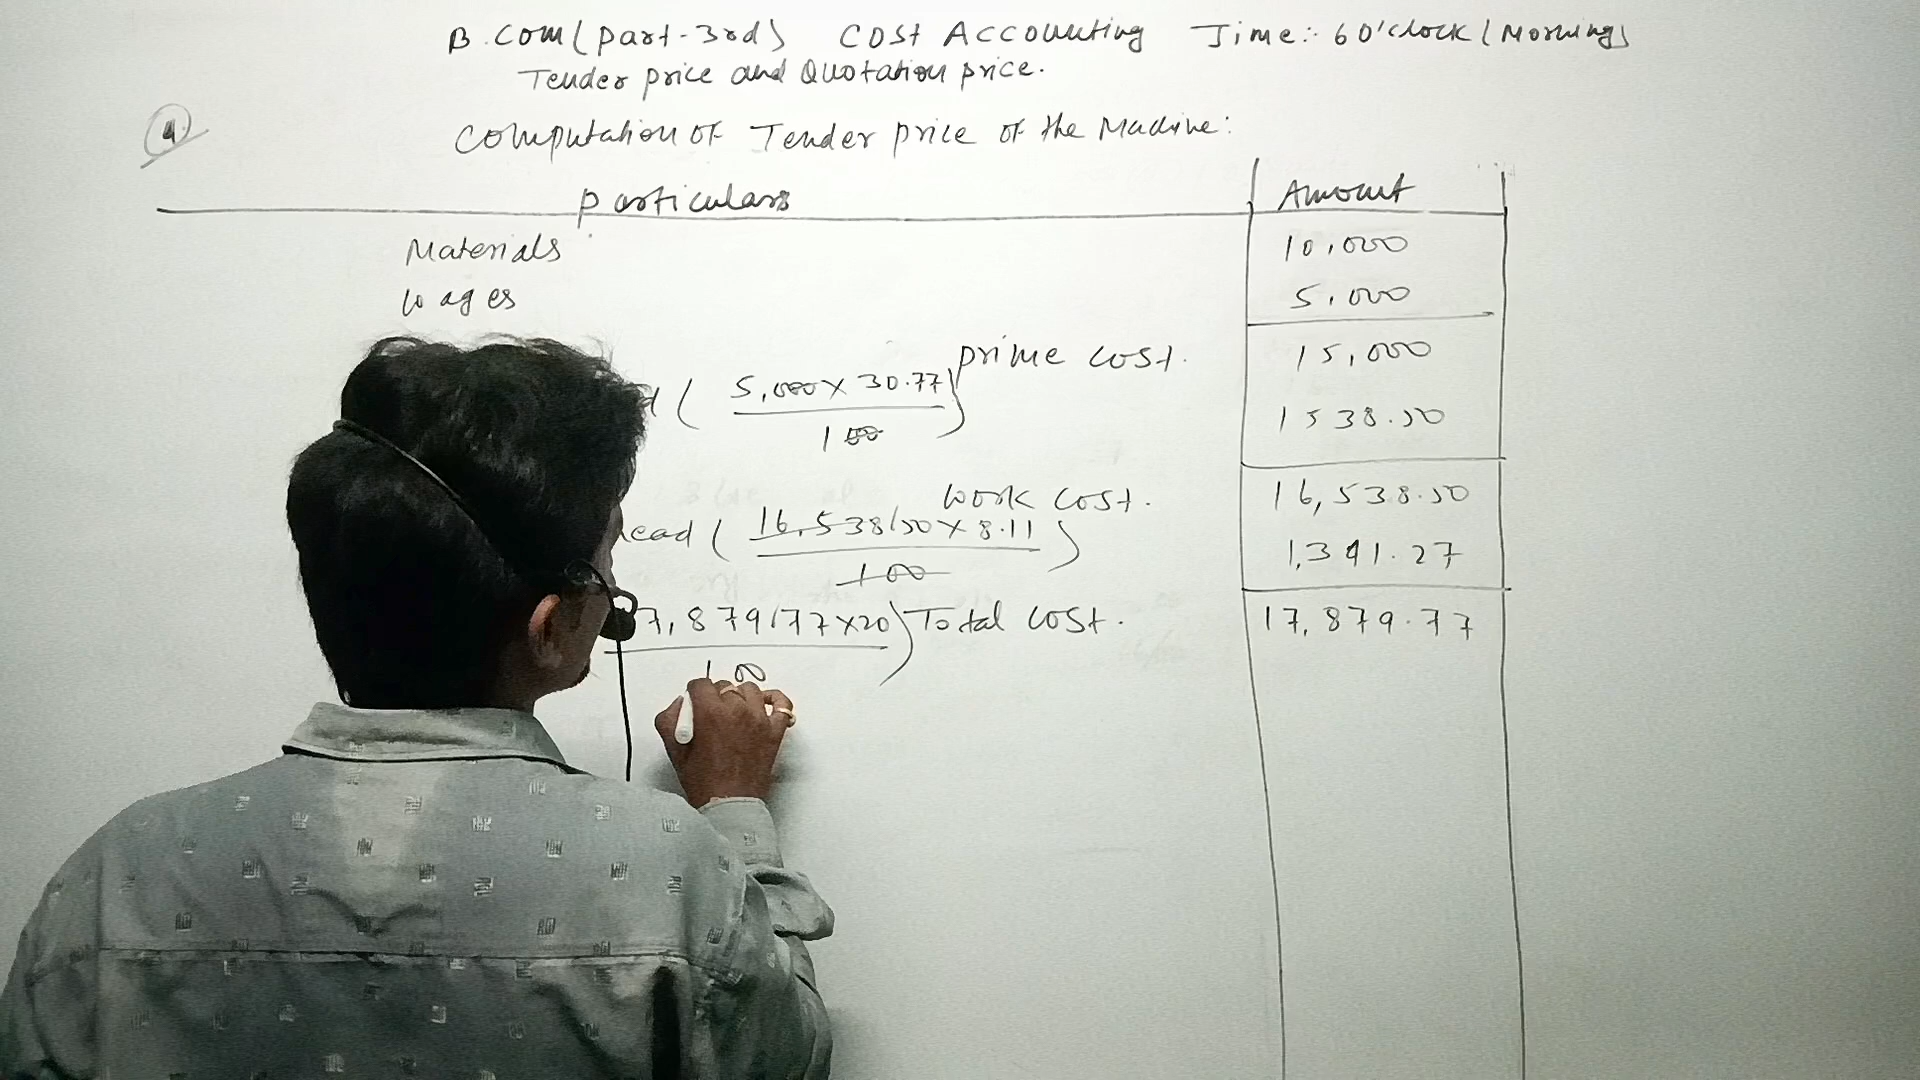 B.Com (Part-3rd) Cost Accounting Time:- 6 O'clock (Morning)
Tender price and Quotation price.
4
Computation of Tender price of the Machine:
Particulars Amount
Materials 10,000
Wages 5,000
Prime cost. 15,000
( 5,000 X 30.77 ) 1538.50
100
Work cost. 16,538.50
head ( 16,538.50 X 8.11 ) 1,341.27
100
7,879.77 X 20 ) Total cost. 17,879.77
100